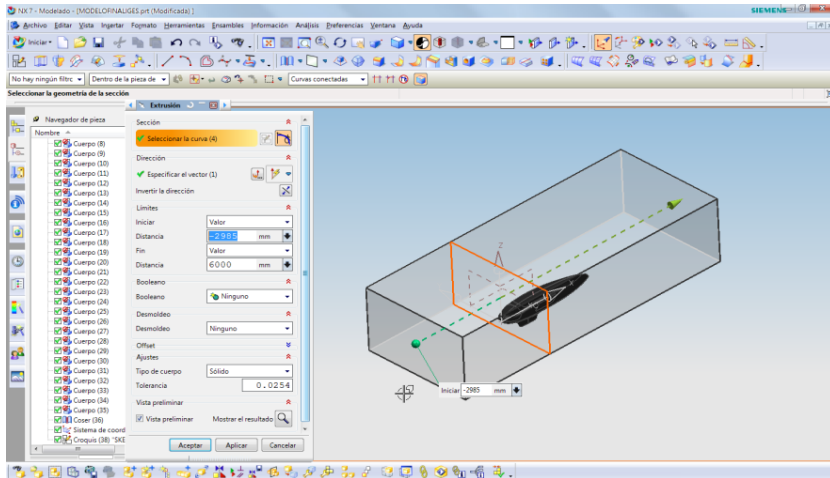 NX 7 - Modelado - [MODELOFINALIGES.prt (Modificada) ]
SIEMENS
Archivo Editar Vista Insertar Formato Herramientas Ensambles Información Análisis Preferencias Ventana Ayuda
Iniciar
No hay ningún filtro Dentro de la pieza de Curvas conectadas
Seleccionar la geometría de la sección
Extrusión
Navegador de pieza
Nombre
Cuerpo (8)
Cuerpo (9)
Cuerpo (10)
Cuerpo (11)
Cuerpo (12)
Cuerpo (13)
Cuerpo (14)
Cuerpo (15)
Cuerpo (16)
Cuerpo (17)
Cuerpo (18)
Cuerpo (19)
Cuerpo (20)
Cuerpo (21)
Cuerpo (22)
Cuerpo (23)
Cuerpo (24)
Cuerpo (25)
Cuerpo (26)
Cuerpo (27)
Cuerpo (28)
Cuerpo (29)
Cuerpo (30)
Cuerpo (31)
Cuerpo (32)
Cuerpo (33)
Cuerpo (34)
Cuerpo (35)
Coser (36)
Sistema de coord
Croquis (38) "SKE
Sección
Seleccionar la curva (4)
Dirección
Especificar el vector (1)
Invertir la dirección
Límites
Iniciar Valor
Distancia -2985 mm
Fin Valor
Distancia 6000 mm
Booleano
Booleano Ninguno
Desmoldeo
Desmoldeo Ninguno
Offset
Ajustes
Tipo de cuerpo Sólido
Tolerancia 0.0254
Vista preliminar
Vista preliminar Mostrar el resultado
Aceptar Aplicar Cancelar
Z
X
Iniciar -2985 mm